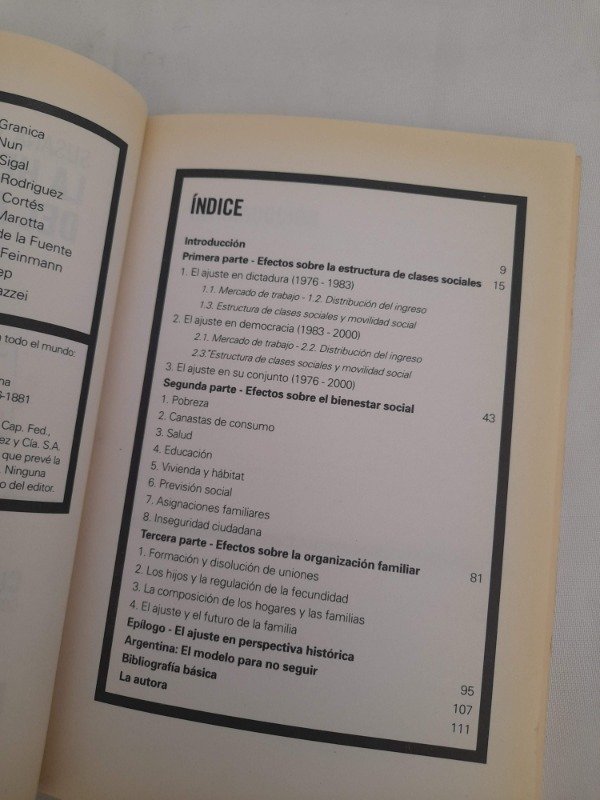 Granica
Nun
Sigal
Rodriguez
Cortés
Marotta
de la Fuente
Feinmann
ep
azzei
todo el mundo:
na
-1881
Cap. Fed.,
ez y Cía. S.A.
que prevé la
. Ninguna
o del editor.
ÍNDICE
Introducción 9
Primera parte - Efectos sobre la estructura de clases sociales 15
1. El ajuste en dictadura (1976 - 1983)
1.1. Mercado de trabajo - 1.2. Distribución del ingreso
1.3. Estructura de clases sociales y movilidad social
2. El ajuste en democracia (1983 - 2000)
2.1. Mercado de trabajo - 2.2. Distribución del ingreso
2.3. Estructura de clases sociales y movilidad social
3. El ajuste en su conjunto (1976 - 2000)
Segunda parte - Efectos sobre el bienestar social 43
1. Pobreza
2. Canastas de consumo
3. Salud
4. Educación
5. Vivienda y hábitat
6. Previsión social
7. Asignaciones familiares
8. Inseguridad ciudadana
Tercera parte - Efectos sobre la organización familiar 81
1. Formación y disolución de uniones
2. Los hijos y la regulación de la fecundidad
3. La composición de los hogares y las familias
4. El ajuste y el futuro de la familia
Epílogo - El ajuste en perspectiva histórica
Argentina: El modelo para no seguir 95
Bibliografía básica 107
La autora 111